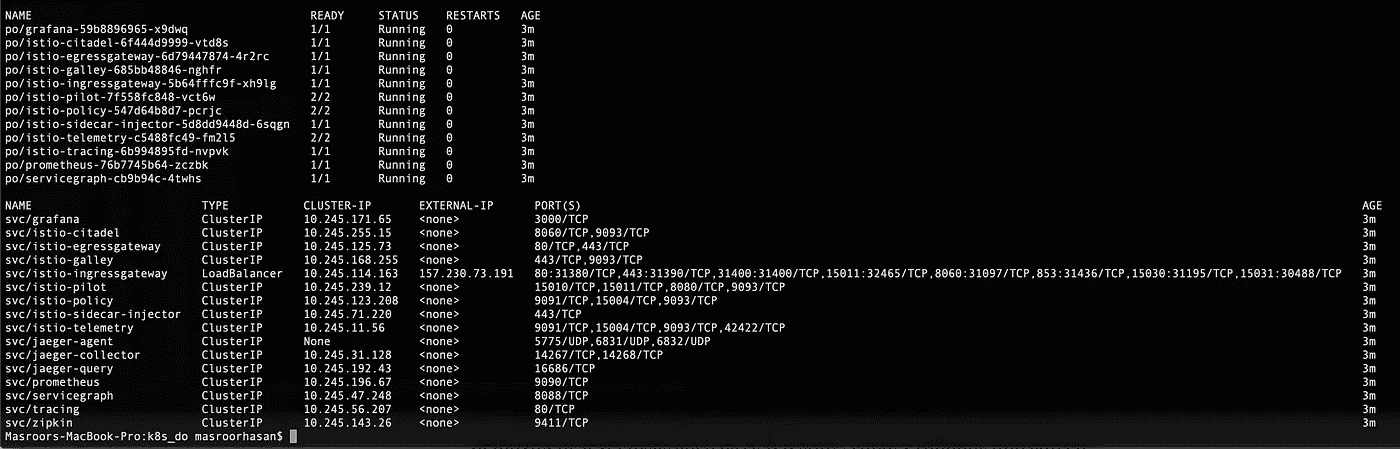 NAME READY STATUS RESTARTS AGE
po/grafana-59b8896965-x9dwq 1/1 Running 0 3m
po/istio-citadel-6f444d9999-vtd8s 1/1 Running 0 3m
po/istio-egressgateway-6d79447874-4r2rc 1/1 Running 0 3m
po/istio-galley-685bb48846-nghfr 1/1 Running 0 3m
po/istio-ingressgateway-5b64fffc9f-xh9lg 1/1 Running 0 3m
po/istio-pilot-7f558fc848-vct6w 2/2 Running 0 3m
po/istio-policy-547d64b8d7-pcrjc 2/2 Running 0 3m
po/istio-sidecar-injector-5d8dd9448d-6sqgn 1/1 Running 0 3m
po/istio-telemetry-c5488fc49-fm2l5 2/2 Running 0 3m
po/istio-tracing-6b994895fd-nvpvk 1/1 Running 0 3m
po/prometheus-76b7745b64-zczbk 1/1 Running 0 3m
po/servicegraph-cb9b94c-4twhs 1/1 Running 0 3m
NAME TYPE CLUSTER-IP EXTERNAL-IP PORT(S) AGE
svc/grafana ClusterIP 10.245.171.65 <none> 3000/TCP 3m
svc/istio-citadel ClusterIP 10.245.255.15 <none> 8060/TCP,9093/TCP 3m
svc/istio-egressgateway ClusterIP 10.245.125.73 <none> 80/TCP,443/TCP 3m
svc/istio-galley ClusterIP 10.245.168.255 <none> 443/TCP,9093/TCP 3m
svc/istio-ingressgateway LoadBalancer 10.245.114.163 157.230.73.191 80:31380/TCP,443:31390/TCP,31400:31400/TCP,15011:32465/TCP,8060:31097/TCP,853:31436/TCP,15030:31195/TCP,15031:30488/TCP 3m
svc/istio-pilot ClusterIP 10.245.239.12 <none> 15010/TCP,15011/TCP,8080/TCP,9093/TCP 3m
svc/istio-policy ClusterIP 10.245.123.208 <none> 9091/TCP,15004/TCP,9093/TCP 3m
svc/istio-sidecar-injector ClusterIP 10.245.71.220 <none> 443/TCP 3m
svc/istio-telemetry ClusterIP 10.245.11.56 <none> 9091/TCP,15004/TCP,9093/TCP,42422/TCP 3m
svc/jaeger-agent ClusterIP None <none> 5775/UDP,6831/UDP,6832/UDP 3m
svc/jaeger-collector ClusterIP 10.245.31.128 <none> 14267/TCP,14268/TCP 3m
svc/jaeger-query ClusterIP 10.245.192.43 <none> 16686/TCP 3m
svc/prometheus ClusterIP 10.245.196.67 <none> 9090/TCP 3m
svc/servicegraph ClusterIP 10.245.47.248 <none> 8088/TCP 3m
svc/tracing ClusterIP 10.245.56.207 <none> 80/TCP 3m
svc/zipkin ClusterIP 10.245.143.26 <none> 9411/TCP 3m
Masroors-MacBook-Pro:k8s_do masroorhasan$